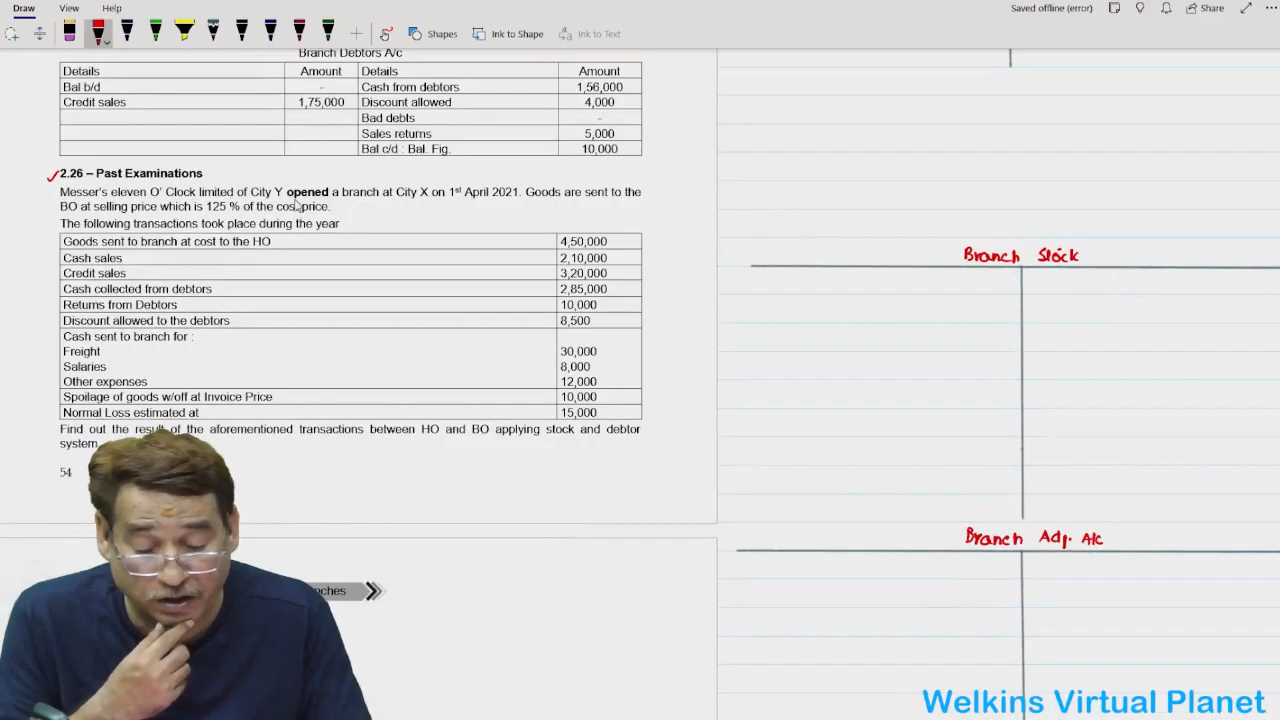 Draw View Help Saved offline (error) Share
Shapes Ink to Shape Ink to Text
Branch Debtors A/c
Details Amount Details Amount
Bal b/d - Cash from debtors 1,56,000
Credit sales 1,75,000 Discount allowed 4,000
Bad debts -
Sales returns 5,000
Bal c/d : Bal. Fig. 10,000
2.26 – Past Examinations
Messer's eleven O' Clock limited of City Y opened a branch at City X on 1st April 2021. Goods are sent to the
BO at selling price which is 125 % of the cost price.
The following transactions took place during the year
Goods sent to branch at cost to the HO 4,50,000
Cash sales 2,10,000
Credit sales 3,20,000
Cash collected from debtors 2,85,000
Returns from Debtors 10,000
Discount allowed to the debtors 8,500
Cash sent to branch for :
Freight 30,000
Salaries 8,000
Other expenses 12,000
Spoilage of goods w/off at Invoice Price 10,000
Normal Loss estimated at 15,000
Find out the result of the aforementioned transactions between HO and BO applying stock and debtor
system.
54
Branch Stock
Branch Adj. A/c
Welkins Virtual Planet